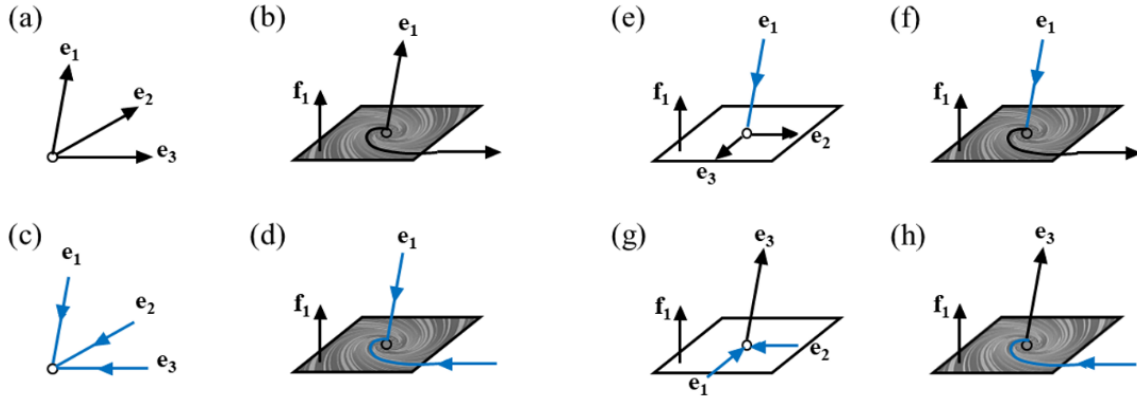 (a) (b) (e) (f)
e₁ e₁ e₁ e₁
e₂ f₁ f₁ f₁
e₃ e₂
e₃
(c) (d) (g) (h)
e₁ e₁ e₃ e₃
e₂ f₁ f₁ f₁
e₃ e₂
e₁